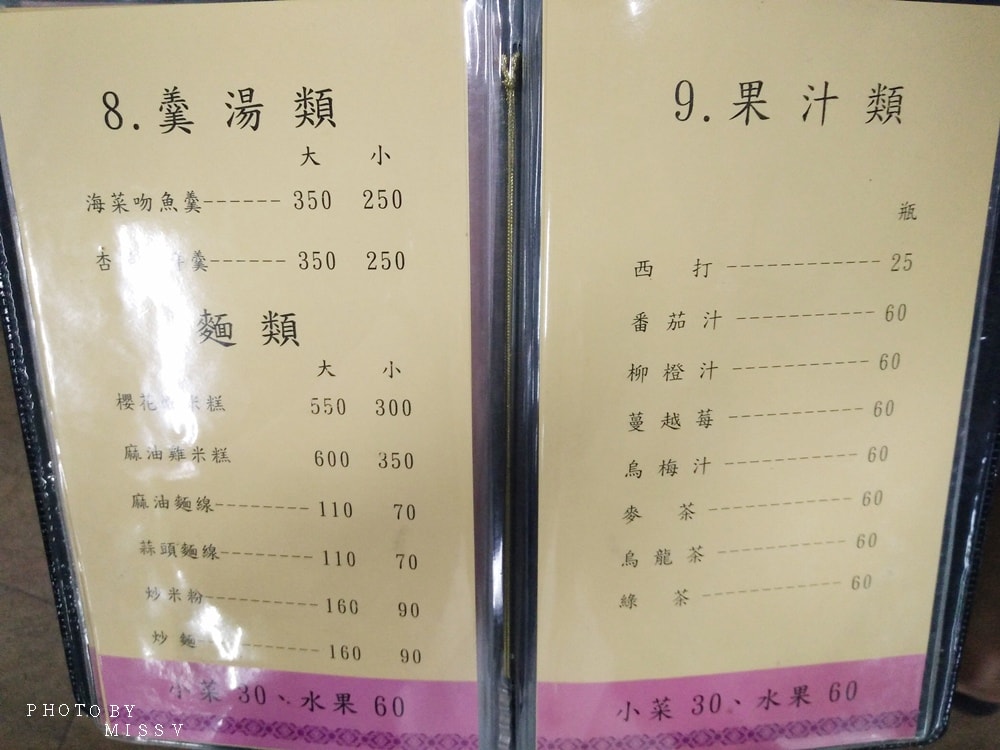 8.羹湯類
大 小
海菜吻魚羹------ 350 250
杏 羹------ 350 250
麵類
大 小
櫻花 米糕 550 300
麻油雞米糕 600 350
麻油麵線-------- 110 70
蒜頭麵線-------- 110 70
炒米粉---------- 160 90
炒麵----------- 160 90
小菜 30、水果 60
9.果汁類
瓶
西打 ----------- 25
番茄汁 ----------- 60
柳橙汁 ----------- 60
蔓越莓 ----------- 60
烏梅汁 ----------- 60
麥茶 ----------- 60
烏龍茶 ---------- 60
綠茶 ----------- 60
小菜 30、水果 60
PHOTO BY
MISS V